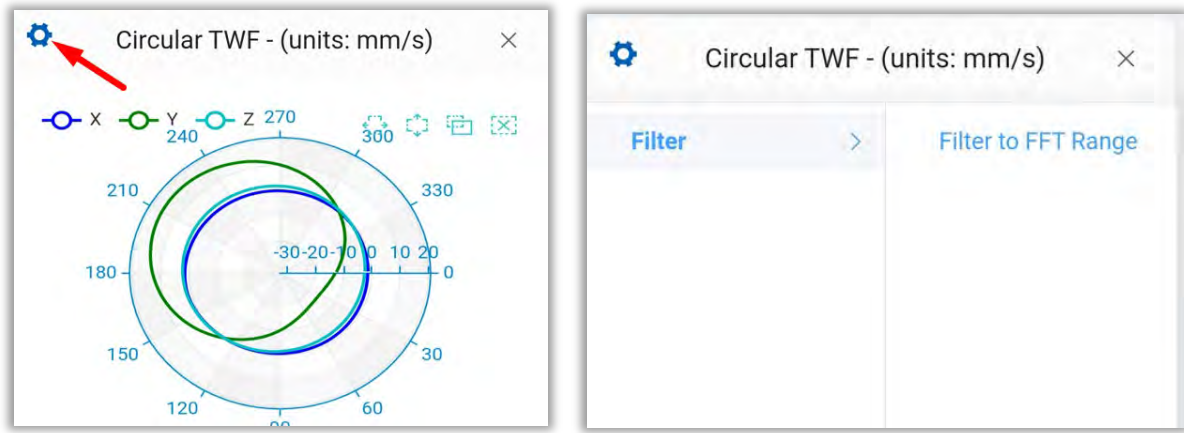 Circular TWF - (units: mm/s)
X Y Z 270
240 300
210 330
-30 -20 -10 0 10 20
180 0
150 30
120 60
90
Circular TWF - (units: mm/s)
Filter Filter to FFT Range